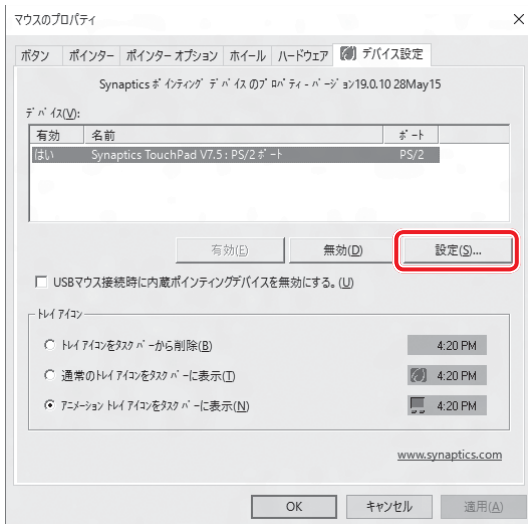 マウスのプロパティ
ボタン ポインター ポインター オプション ホイール ハードウェア デバイス設定
Synaptics ﾎﾟｲﾝﾃｨﾝｸﾞ ﾃﾞﾊﾞｲｽのﾌﾟﾛﾊﾟﾃｨ - ﾊﾞｰｼﾞｮﾝ19.0.10 28May15
ﾃﾞﾊﾞｲｽ(V):
有効 名前 ﾎﾟｰﾄ
はい Synaptics TouchPad V7.5 : PS/2 ﾎﾟｰﾄ PS/2
有効(E) 無効(D) 設定(S)...
USBマウス接続時に内蔵ポインティングデバイスを無効にする。(U)
ﾄﾚｲ ｱｲｺﾝ
ﾄﾚｲ ｱｲｺﾝをﾀｽｸ ﾊﾞｰから削除(B) 4:20 PM
通常のﾄﾚｲ ｱｲｺﾝをﾀｽｸ ﾊﾞｰに表示(T) 4:20 PM
ｱﾆﾒｰｼｮﾝ ﾄﾚｲ ｱｲｺﾝをﾀｽｸ ﾊﾞｰに表示(N) 4:20 PM
www.synaptics.com
OK キャンセル 適用(A)